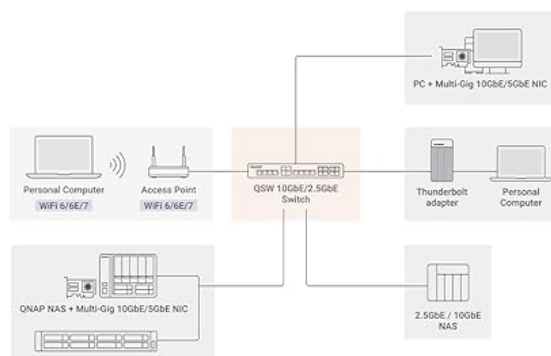 PC + Multi-Gig 10GbE/5GbE NIC
Personal Computer
WiFi 6/6E/7
Access Point
WiFi 6/6E/7
QSW 10GbE/2.5GbE
Switch
Thunderbolt
adapter
Personal
Computer
QNAP NAS + Multi-Gig 10GbE/5GbE NIC
2.5GbE / 10GbE
NAS